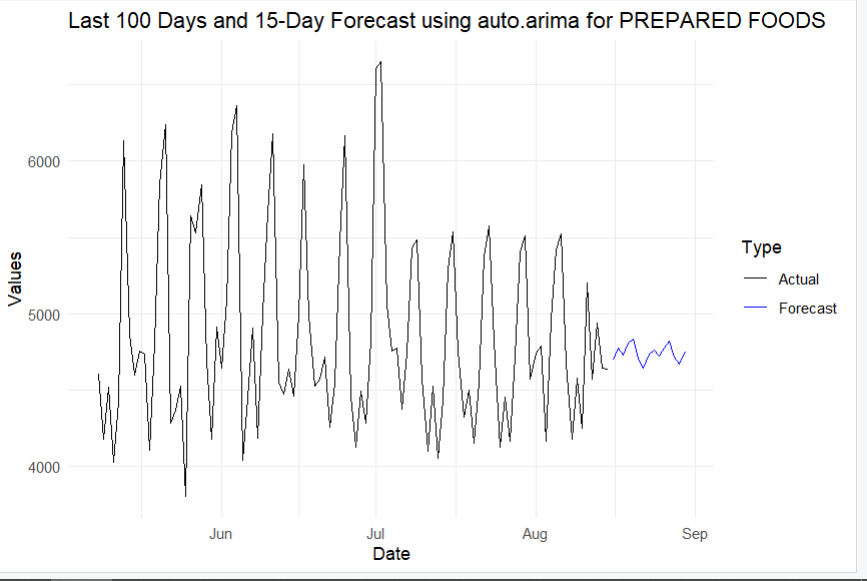 Last 100 Days and 15-Day Forecast using auto.arima for PREPARED FOODS
6000
5000
4000
Values
Jun
Jul
Aug
Sep
Date
Type
Actual
Forecast